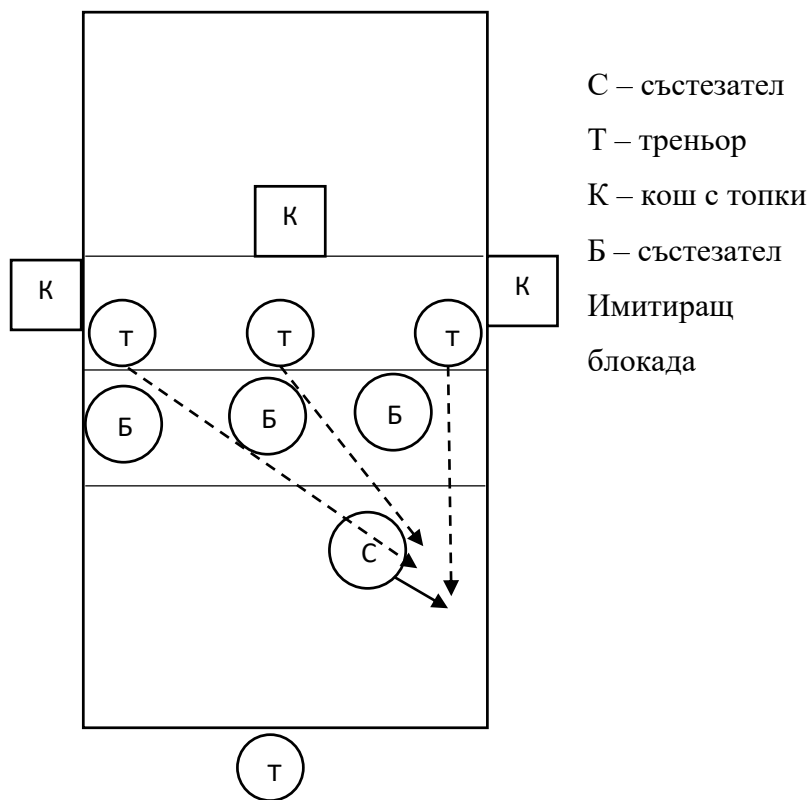 К
К
К
Т
Т
Т
Б
Б
Б
С
Т
С – състезател
Т – треньор
К – кош с топки
Б – състезател
Имитиращ
блокада